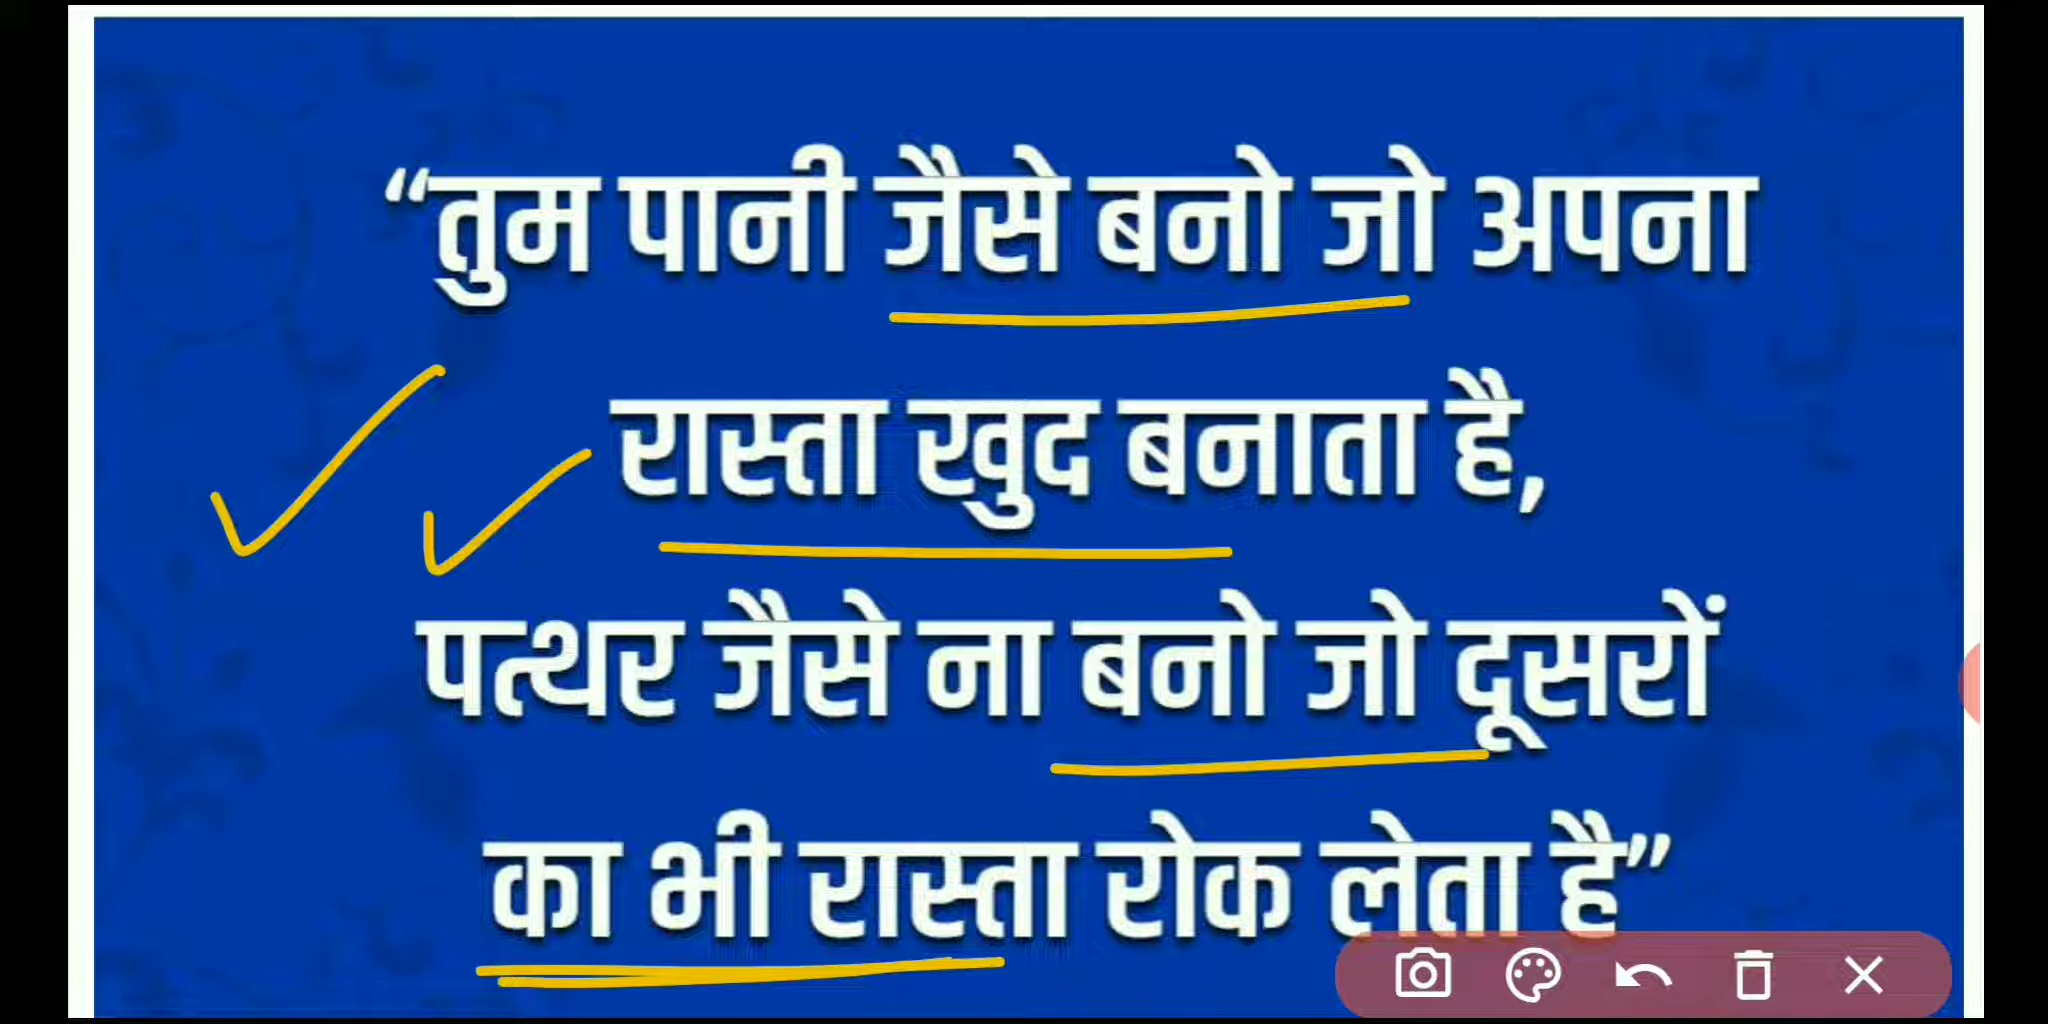 “तुम पानी जैसे बनो जो अपना
रास्ता खुद बनाता है,
पत्थर जैसे ना बनो जो दूसरों
का भी रास्ता रोक लेता है”